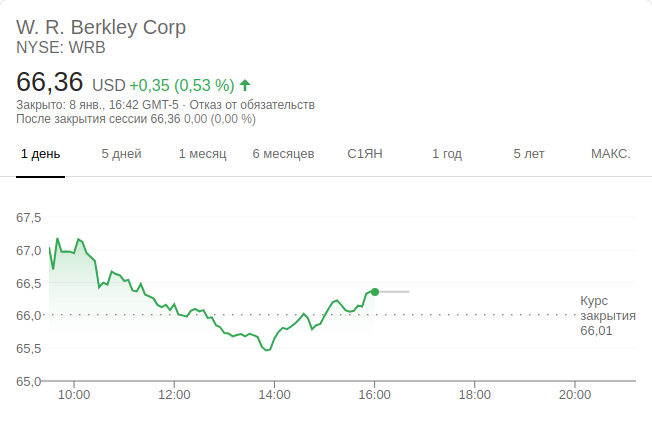 W. R. Berkley Corp
NYSE: WRB
66,36 USD +0,35 (0,53 %)
Закрыто: 8 янв., 16:42 GMT-5 · Отказ от обязательств
После закрытия сессии 66,36 0,00 (0,00 %)
1 день 5 дней 1 месяц 6 месяцев С1ЯН 1 год 5 лет МАКС.
67,5
67,0
66,5
66,0
65,5
65,0
Курс
закрытия
66,01
10:00 12:00 14:00 16:00 18:00 20:00